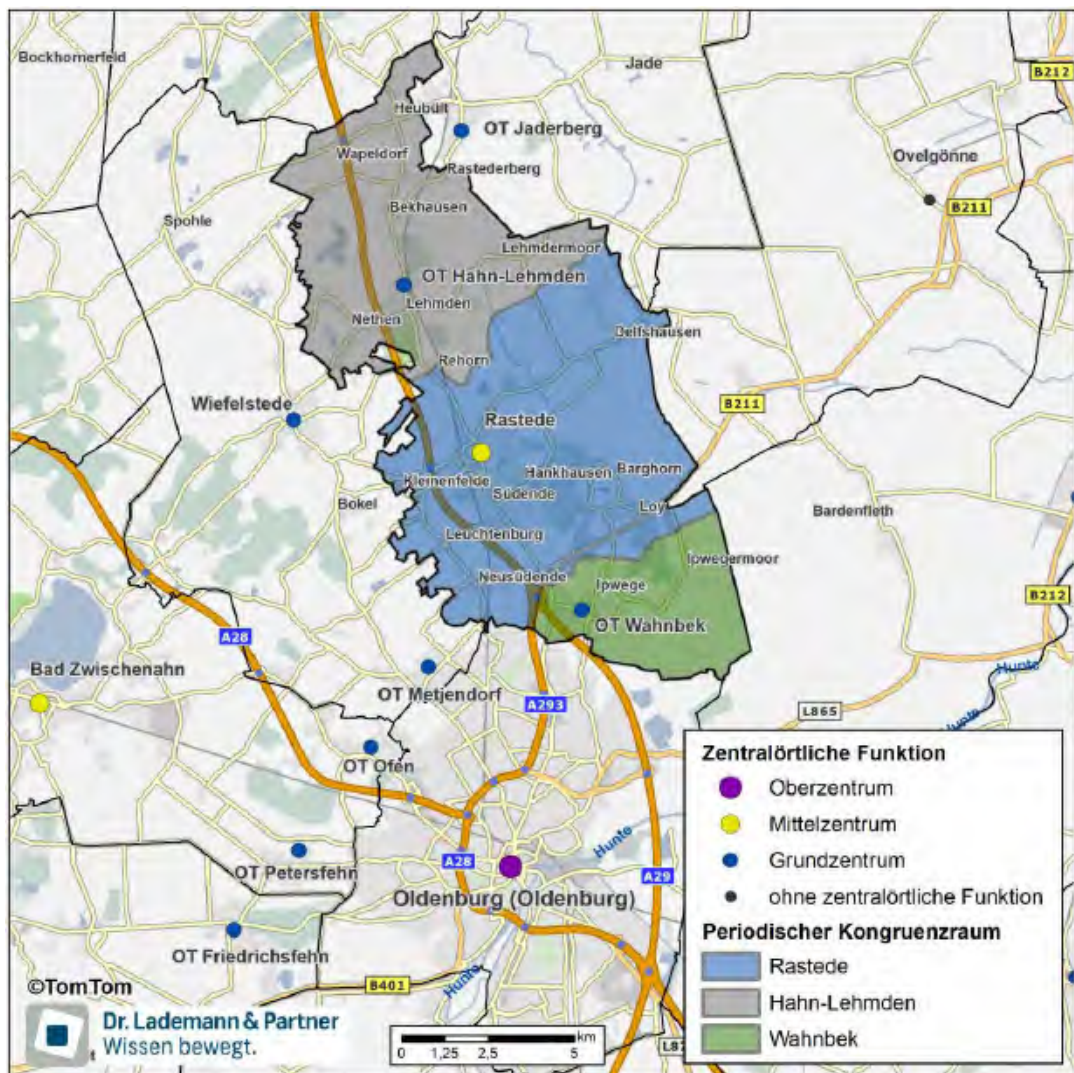 Bockhornerfeld
Jade
B212
Heubült
OT Jaderberg
Wapeldorf
Rastederberg
Ovelgönne
B211
Bekhausen
Spohle
Lehmdermoor
OT Hahn-Lehmden
Lehmden
Nethen
Delfshausen
Rehorn
Wiefelstede
B211
Rastede
Kleinenfelde
Hankhausen
Barghorn
Südende
Bokel
Loy
Bardenfleth
Leuchtenburg
Ipwegermoor
Neusüdende
Ipwege
B212
OT Wahnbek
A28
Bad Zwischenahn
OT Metjendorf
Hunte
A293
L865
Hunte
OT Ofen
Hunte
A28
OT Petersfehn
A29
Oldenburg (Oldenburg)
OT Friedrichsfehn
B401
Hunte
Zentralörtliche Funktion
Oberzentrum
Mittelzentrum
Grundzentrum
ohne zentralörtliche Funktion
Periodischer Kongruenzraum
Rastede
Hahn-Lehmden
Wahnbek
©TomTom
Dr. Lademann & Partner
Wissen bewegt.
km
0 1,25 2,5 5